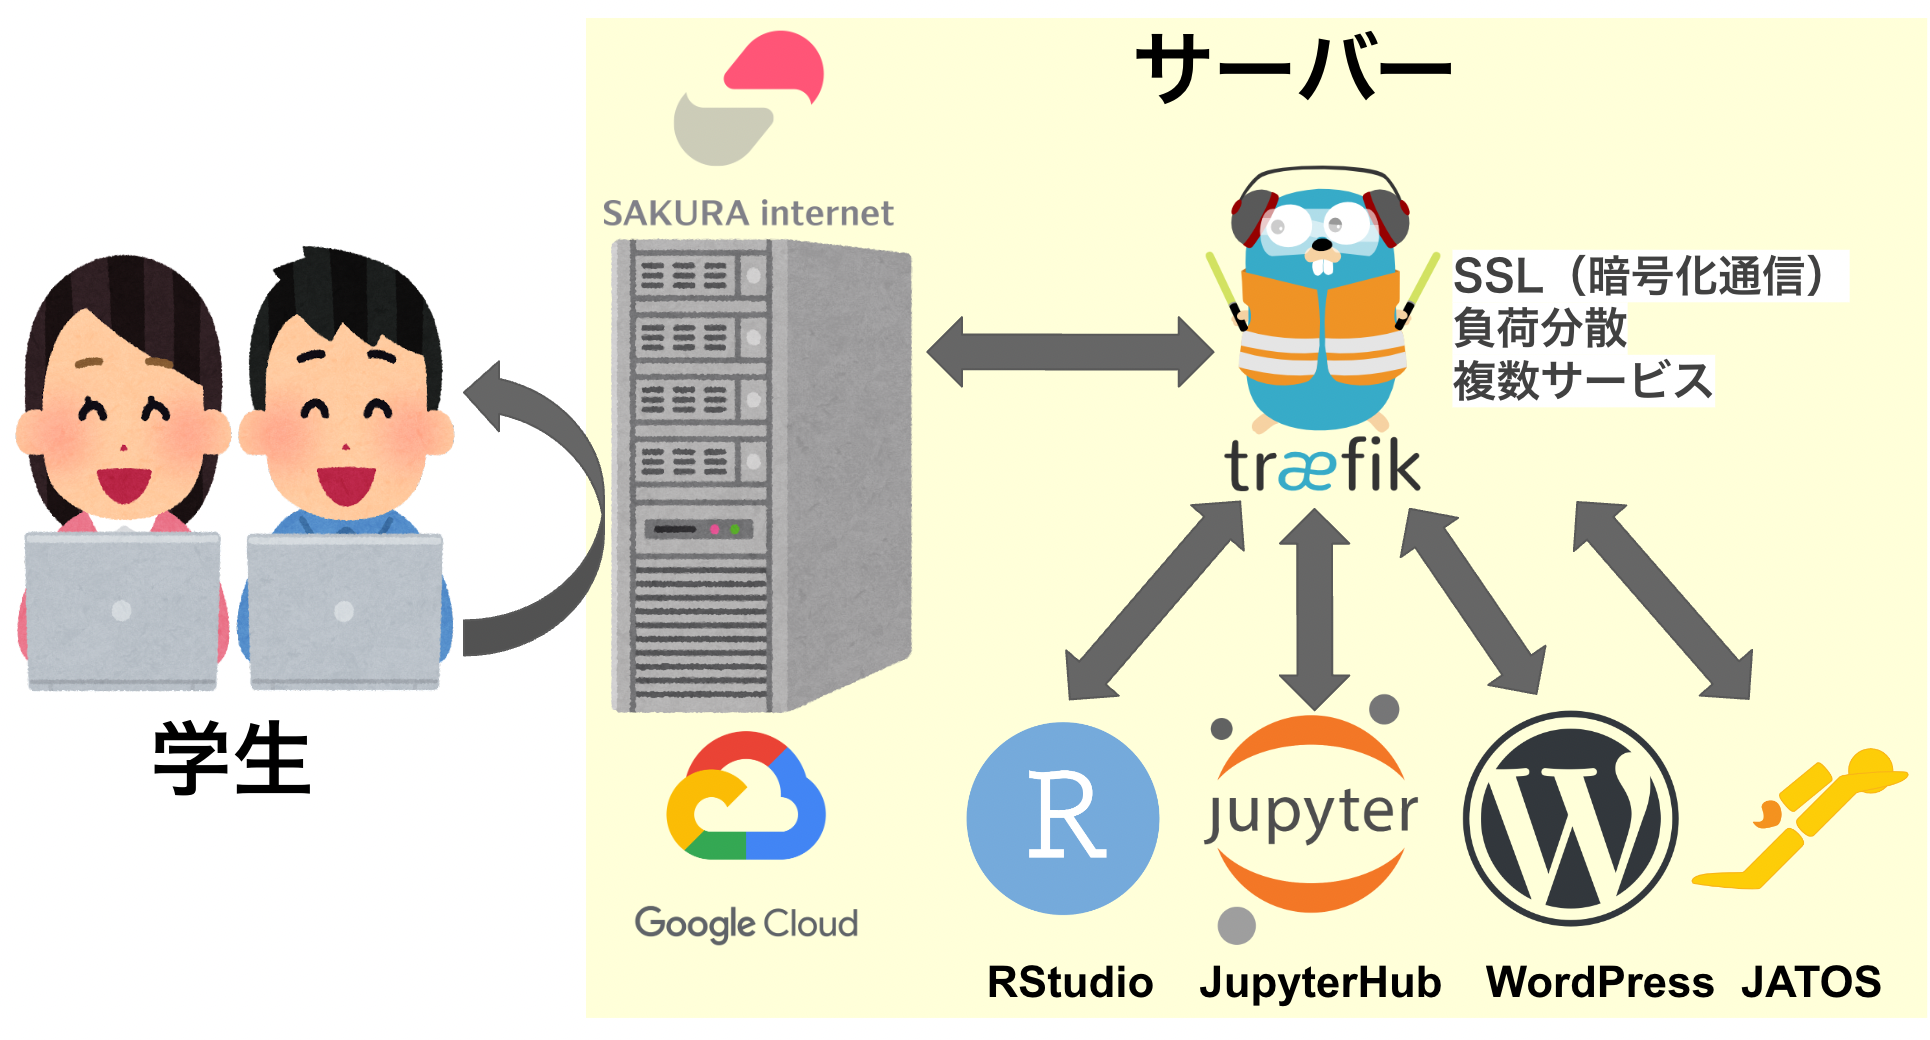 サーバー
SAKURA internet
SSL（暗号化通信）
負荷分散
複数サービス
træfik
学生
Google Cloud
R
jupyter
W
RStudio
JupyterHub
WordPress
JATOS